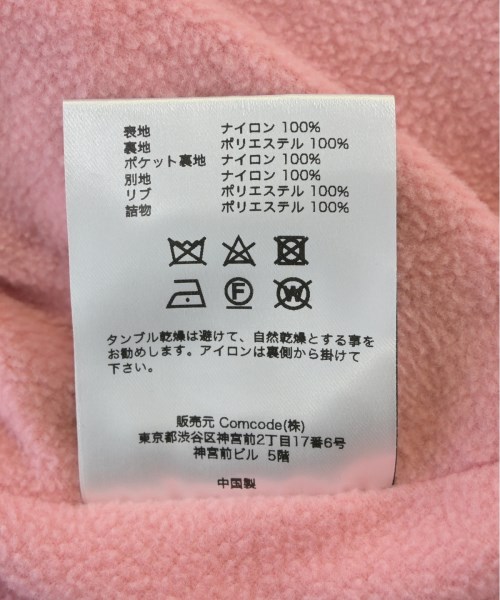 表地 ナイロン 100%
裏地 ポリエステル 100%
ポケット裏地 ナイロン 100%
別地 ナイロン 100%
リブ ポリエステル 100%
詰物 ポリエステル 100%
F W
タンブル乾燥は避けて、自然乾燥とする事を
お勧めします。アイロンは裏側から掛けて
下さい。
販売元 Comcode(株)
東京都渋谷区神宮前2丁目17番6号
神宮前ビル 5階
中国製